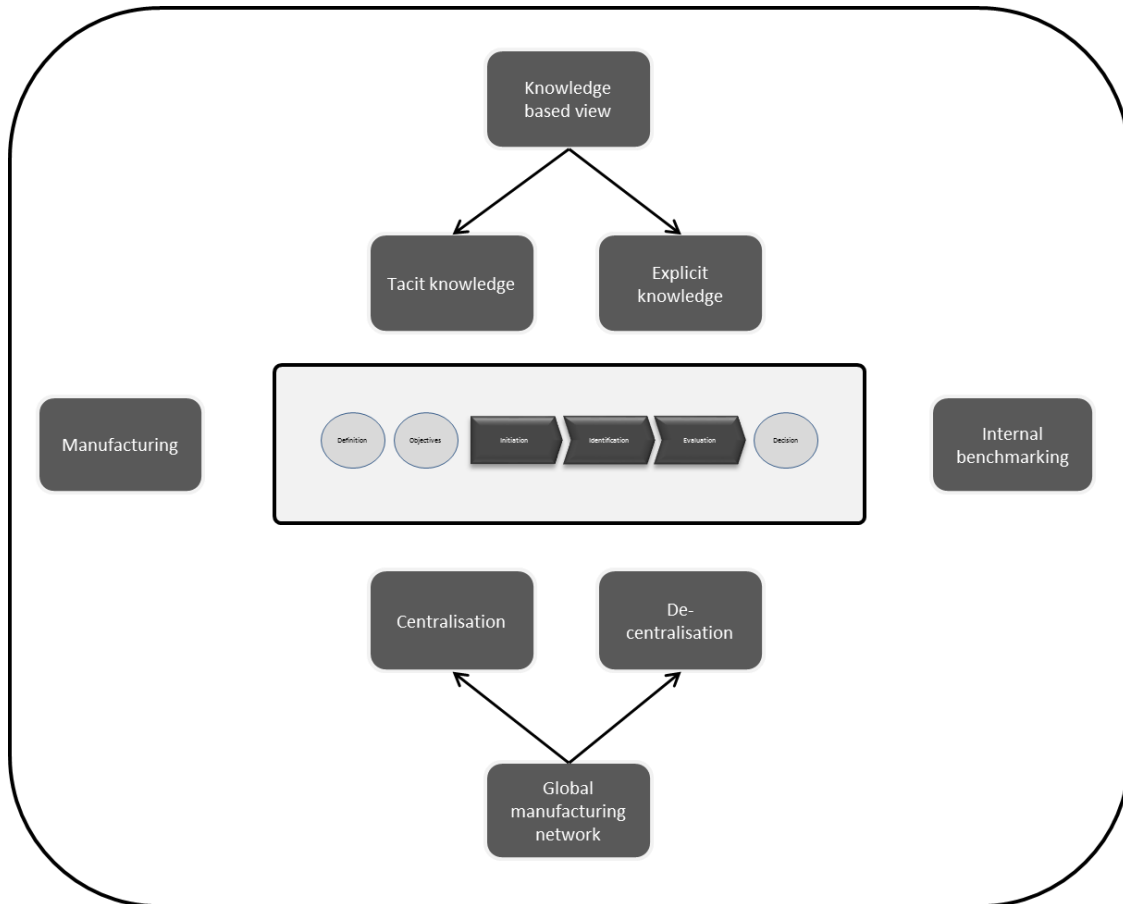 Knowledge
based view
Tacit knowledge
Explicit
knowledge
Manufacturing
Definition
Objectives
Initiation
Identification
Evaluation
Decision
Internal
benchmarking
Centralisation
De-
centralisation
Global
manufacturing
network